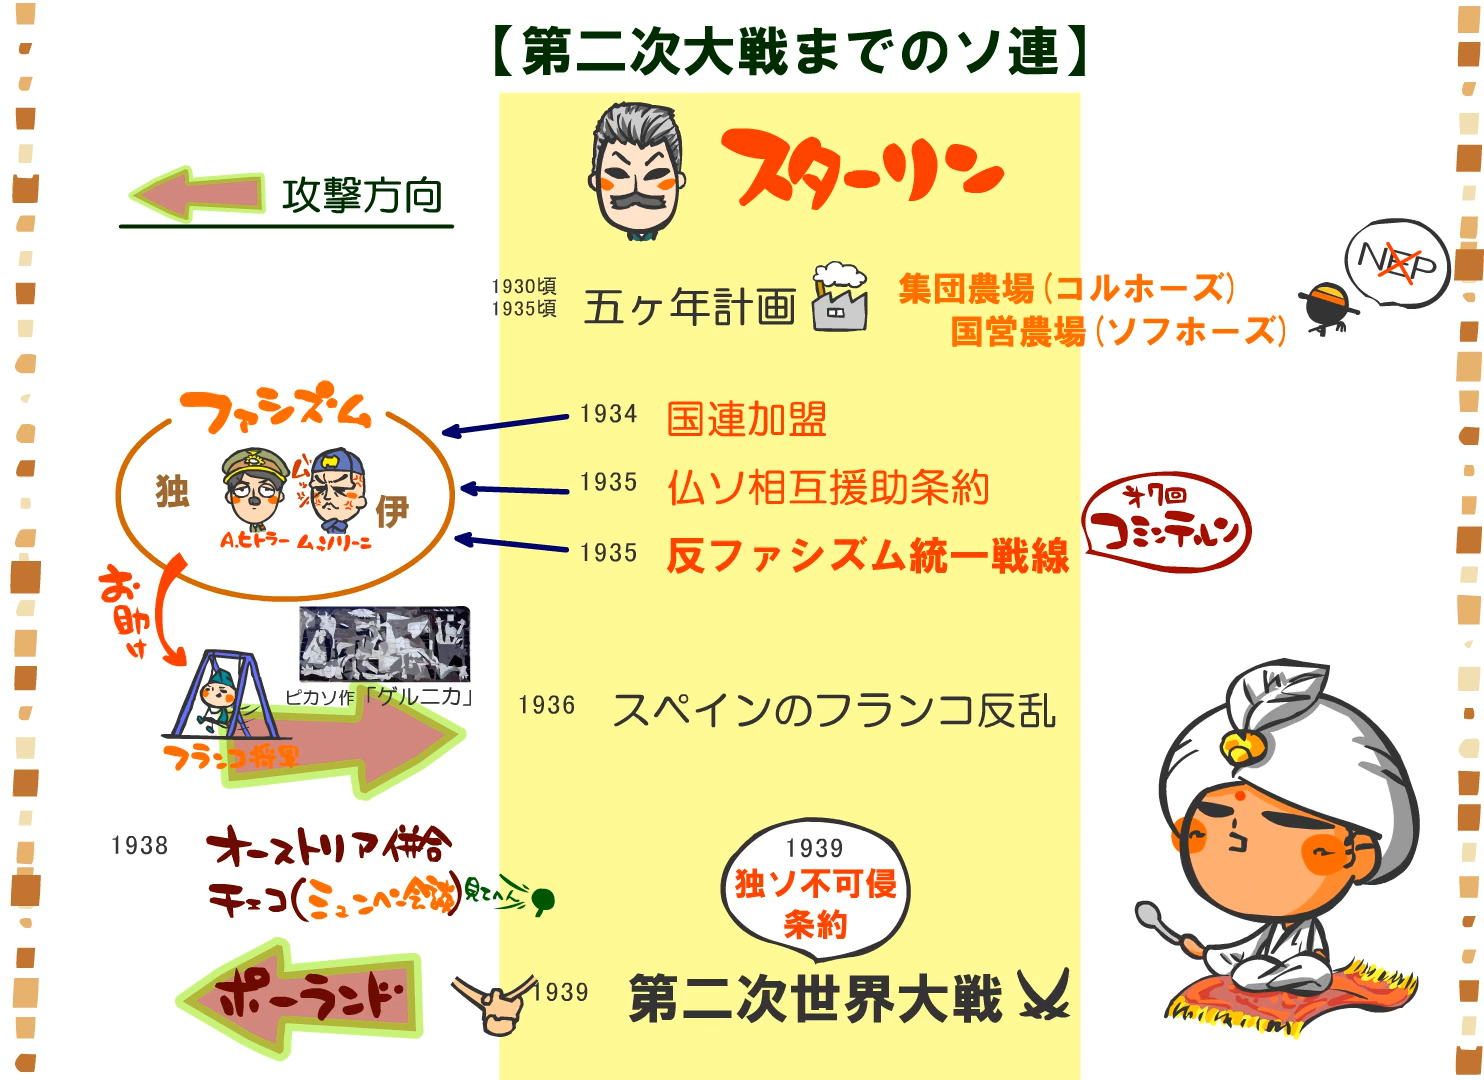 【第二次大戦までのソ連】
スターリン
攻撃方向
NEP
1930頃
1935頃
五ヶ年計画
集団農場(コルホーズ)
国営農場(ソフホーズ)
ファシズム
独
伊
ムッ
A.ヒトラー ムッソリーニ
1934 国連加盟
1935 仏ソ相互援助条約
1935 反ファシズム統一戦線
オ7回
コミンテルン
お助け
ピカソ作「ゲルニカ」
フランコ将軍
1936 スペインのフランコ反乱
1938 オーストリア併合
チェコ(ミュンヘン会談)見てへん
1939
独ソ不可侵
条約
ポーランド
1939 第二次世界大戦